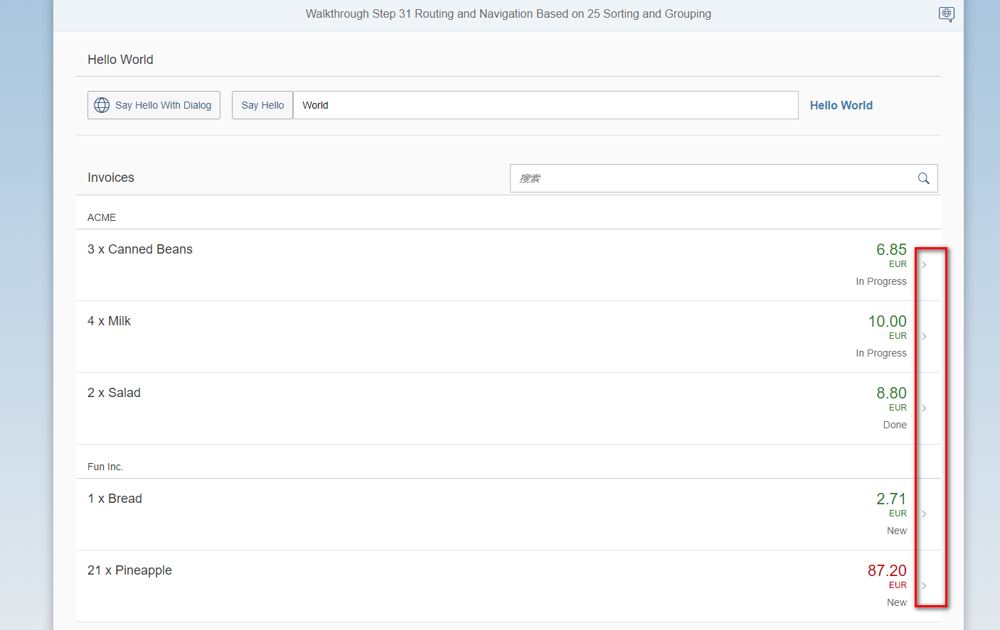 Walkthrough Step 31 Routing and Navigation Based on 25 Sorting and Grouping
Hello World
Say Hello With Dialog
Say Hello
World
Hello World
Invoices
搜索
ACME
3 x Canned Beans
6.85
EUR
In Progress
4 x Milk
10.00
EUR
In Progress
2 x Salad
8.80
EUR
Done
Fun Inc.
1 x Bread
2.71
EUR
New
21 x Pineapple
87.20
EUR
New